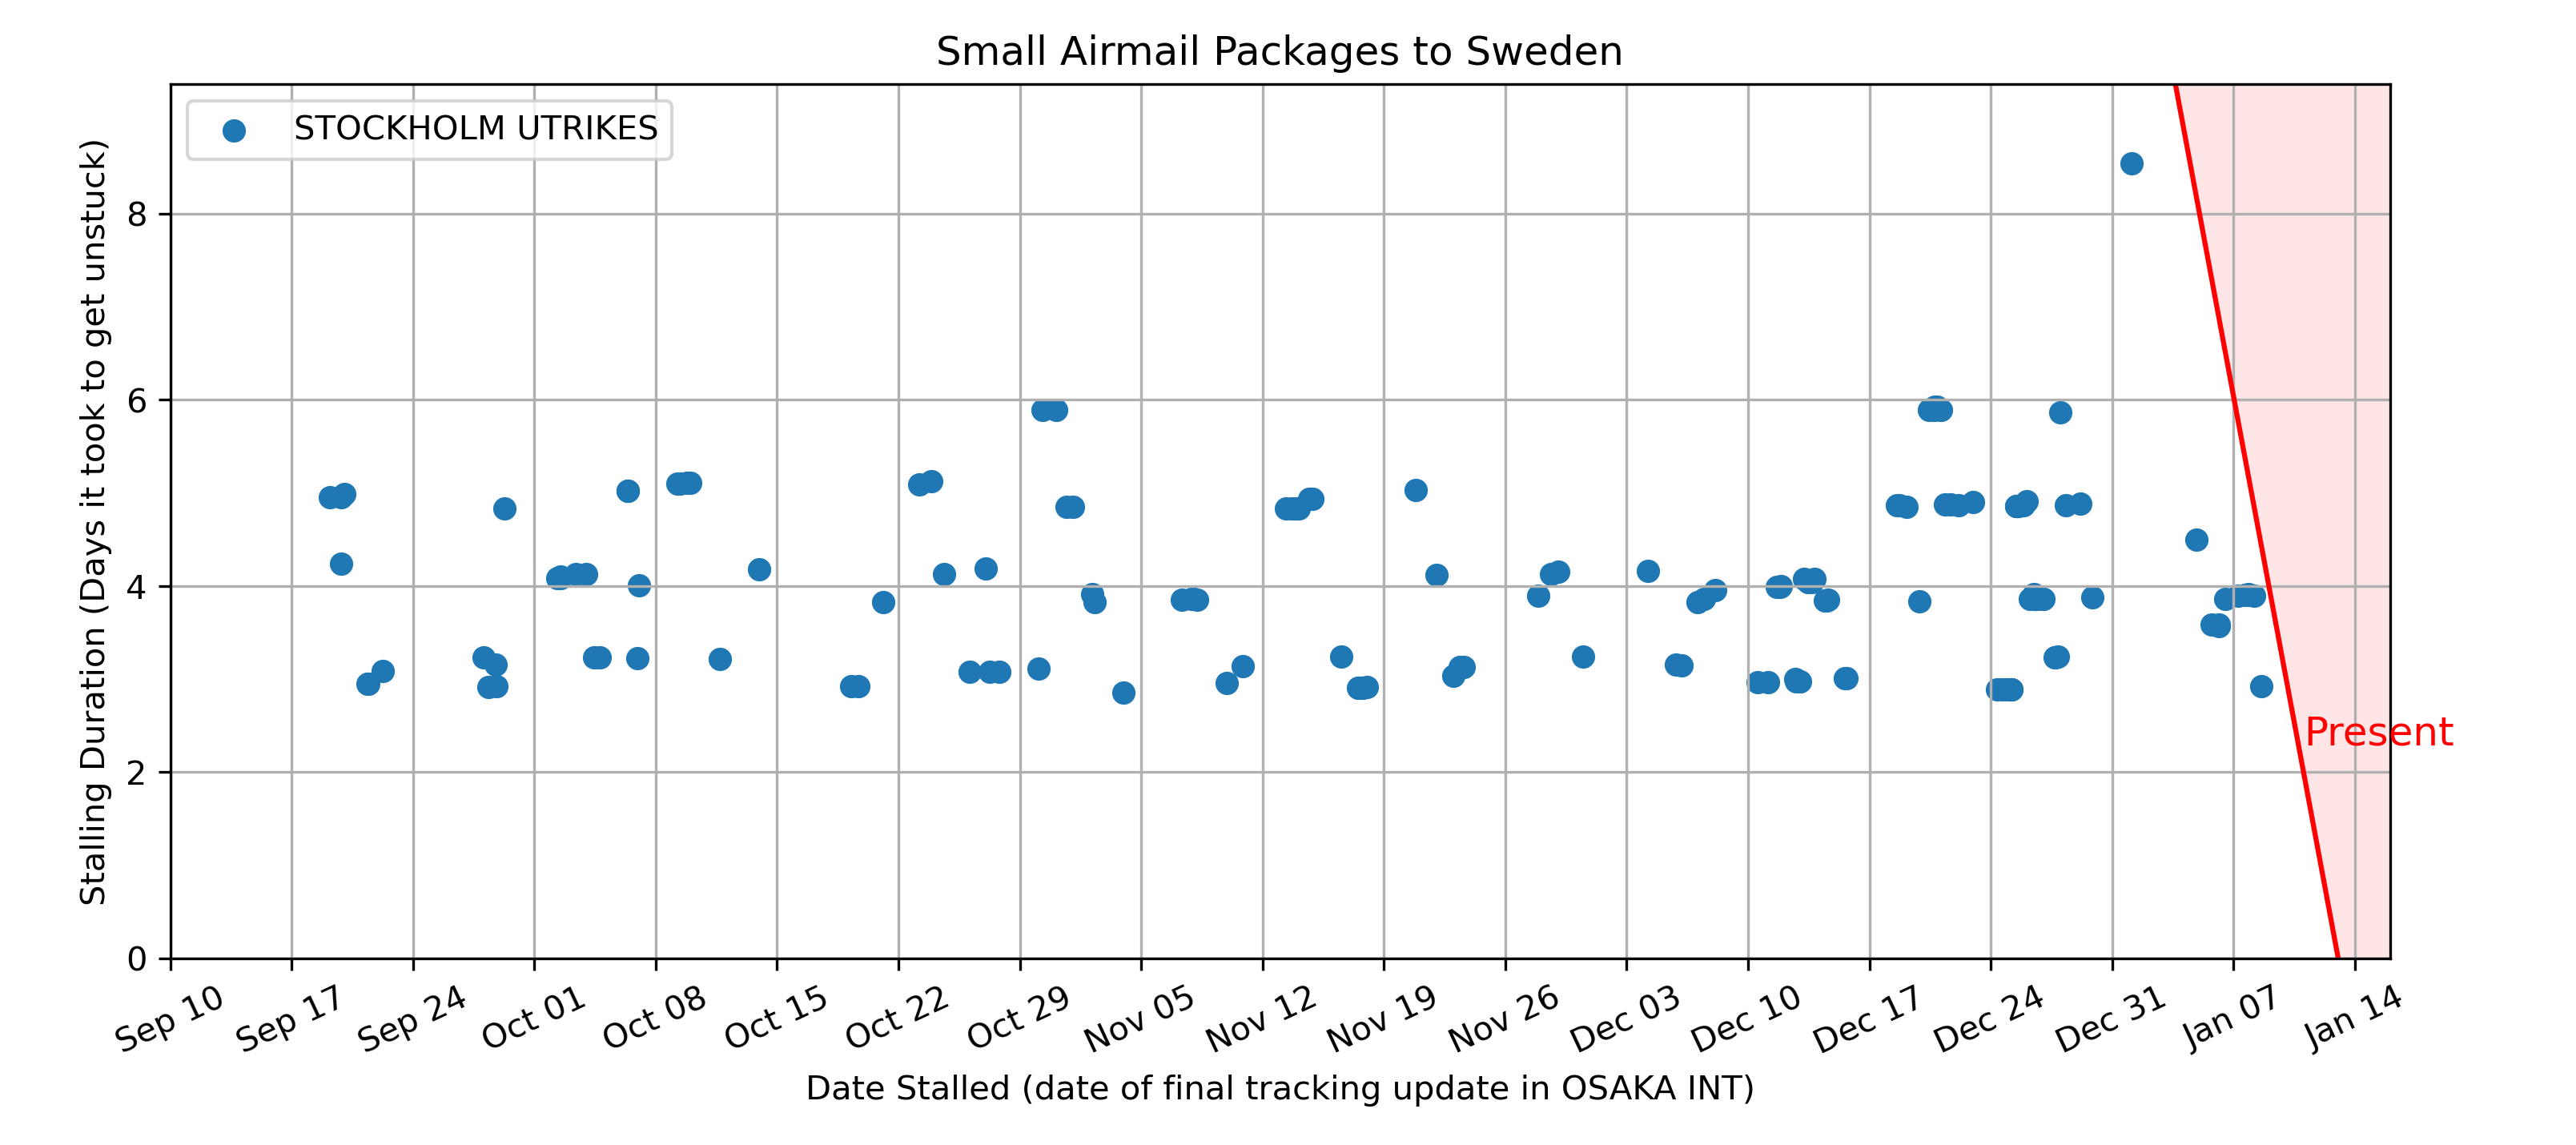 Small Airmail Packages to Sweden
STOCKHOLM UTRIKES
Stalling Duration (Days it took to get unstuck)
8
6
4
2
0
Present
Sep 10
Sep 17
Sep 24
Oct 01
Oct 08
Oct 15
Oct 22
Oct 29
Nov 05
Nov 12
Nov 19
Nov 26
Dec 03
Dec 10
Dec 17
Dec 24
Dec 31
Jan 07
Jan 14
Date Stalled (date of final tracking update in OSAKA INT)